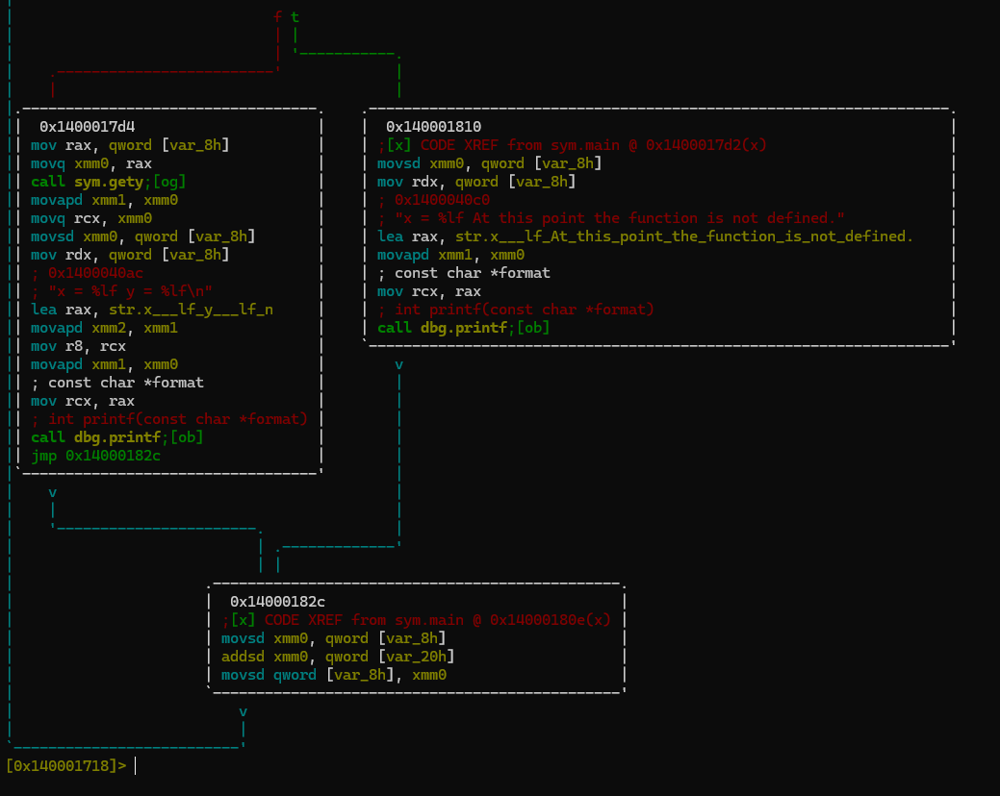 f t
0x1400017d4
mov rax, qword [var_8h]
movq xmm0, rax
call sym.gety;[og]
movapd xmm1, xmm0
movq rcx, xmm0
movsd xmm0, qword [var_8h]
mov rdx, qword [var_8h]
; 0x1400040ac
; "x = %lf y = %lf\n"
lea rax, str.x___lf_y___lf_n
movapd xmm2, xmm1
mov r8, rcx
movapd xmm1, xmm0
; const char *format
mov rcx, rax
; int printf(const char *format)
call dbg.printf;[ob]
jmp 0x14000182c
v
0x140001810
;[x] CODE XREF from sym.main @ 0x1400017d2(x)
movsd xmm0, qword [var_8h]
mov rdx, qword [var_8h]
; 0x1400040c0
; "x = %lf At this point the function is not defined."
lea rax, str.x___lf_At_this_point_the_function_is_not_defined.
movapd xmm1, xmm0
; const char *format
mov rcx, rax
; int printf(const char *format)
call dbg.printf;[ob]
v
0x14000182c
;[x] CODE XREF from sym.main @ 0x14000180e(x)
movsd xmm0, qword [var_8h]
addsd xmm0, qword [var_20h]
movsd qword [var_8h], xmm0
v
[0x140001718]>